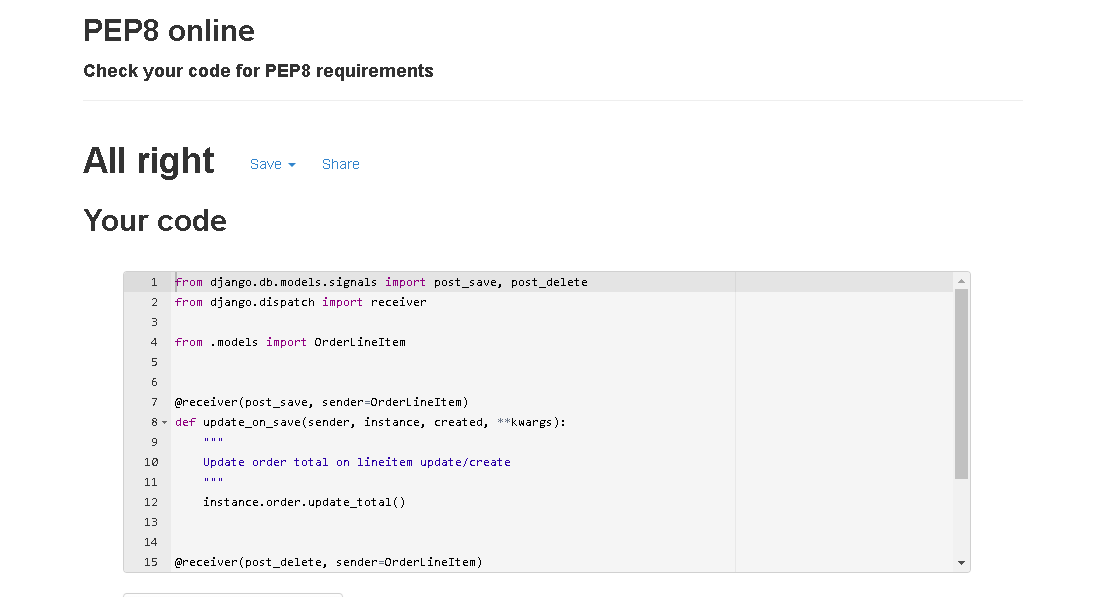 PEP8 online
Check your code for PEP8 requirements
All right Save Share
Your code
1 from django.db.models.signals import post_save, post_delete
2 from django.dispatch import receiver
3
4 from .models import OrderLineItem
5
6
7 @receiver(post_save, sender=OrderLineItem)
8 def update_on_save(sender, instance, created, **kwargs):
9     """
10     Update order total on lineitem update/create
11     """
12     instance.order.update_total()
13
14
15 @receiver(post_delete, sender=OrderLineItem)